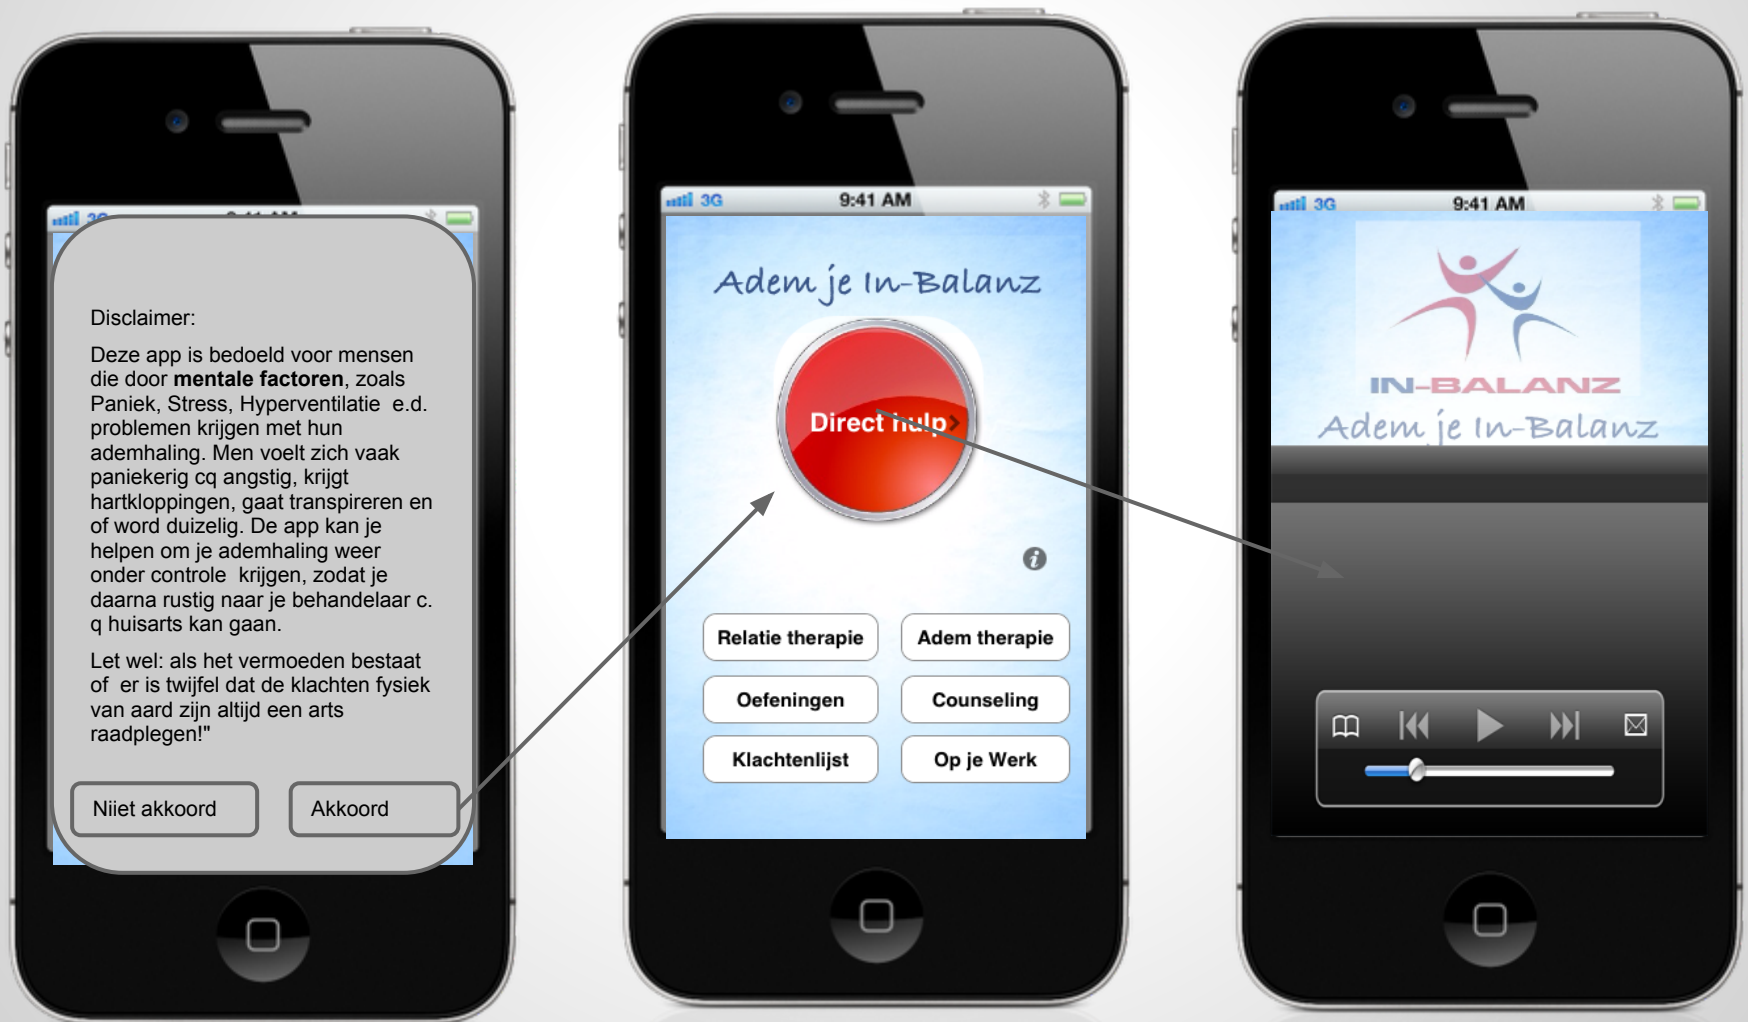 3G
Disclaimer:
Deze app is bedoeld voor mensen
die door mentale factoren, zoals
Paniek, Stress, Hyperventilatie  e.d.
problemen krijgen met hun
ademhaling. Men voelt zich vaak
paniekerig cq angstig, krijgt
hartkloppingen, gaat transpireren en
of word duizelig. De app kan je
helpen om je ademhaling weer
onder controle  krijgen, zodat je
daarna rustig naar je behandelaar c.
q huisarts kan gaan.
Let wel: als het vermoeden bestaat
of  er is twijfel dat de klachten fysiek
van aard zijn altijd een arts
raadplegen!"
Niiet akkoord
Akkoord
3G 9:41 AM
Adem je In-Balanz
Direct hulp
i
Relatie therapie
Adem therapie
Oefeningen
Counseling
Klachtenlijst
Op je Werk
3G 9:41 AM
IN-BALANZ
Adem je In-Balanz